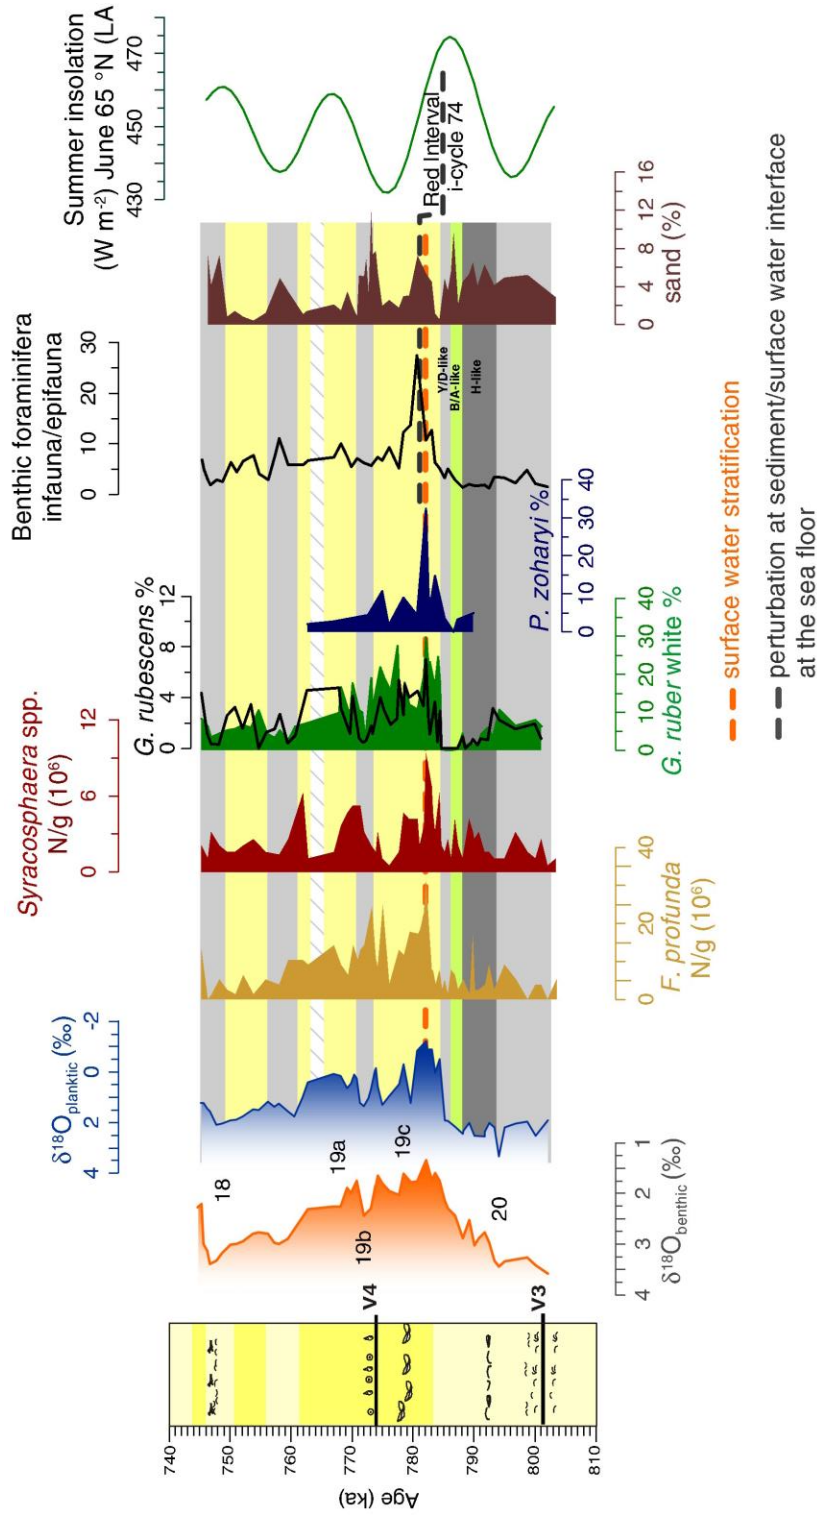 Age (ka)
740
750
760
770
780
790
800
810
V4
V3
18
19a
19b
19c
20
δ¹⁸Obenthic (‰)
4
3
2
1
δ¹⁸Oplanktic (‰)
4
2
0
-2
F. profunda
N/g (10⁶)
0
20
40
Syracosphaera spp.
N/g (10⁶)
0
6
12
G. rubescens %
0
4
8
12
G. ruber white %
0
10
20
30
40
P. zoharyi %
0
10
20
30
40
Benthic foraminifera
infauna/epifauna
0
10
20
30
Y/D-like
B/A-like
H-like
sand (%)
0
4
8
12
16
Red Interval
i-cycle 74
Summer insolation
(W m⁻²) June 65 °N (LA
430
450
470
surface water stratification
perturbation at sediment/surface water interface
at the sea floor